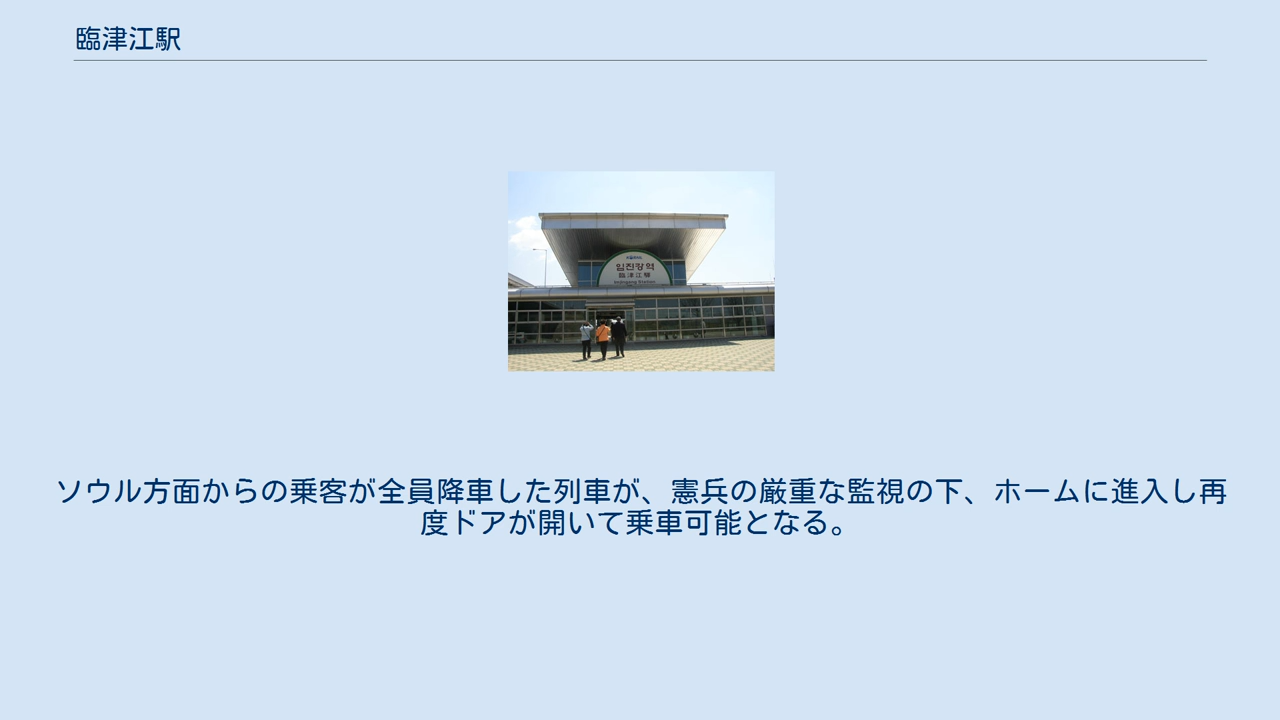 臨津江駅
임진강역
臨津江驛
Imjingang Station
ソウル方面からの乗客が全員降車した列車が、憲兵の厳重な監視の下、ホームに進入し再
度ドアが開いて乗車可能となる。